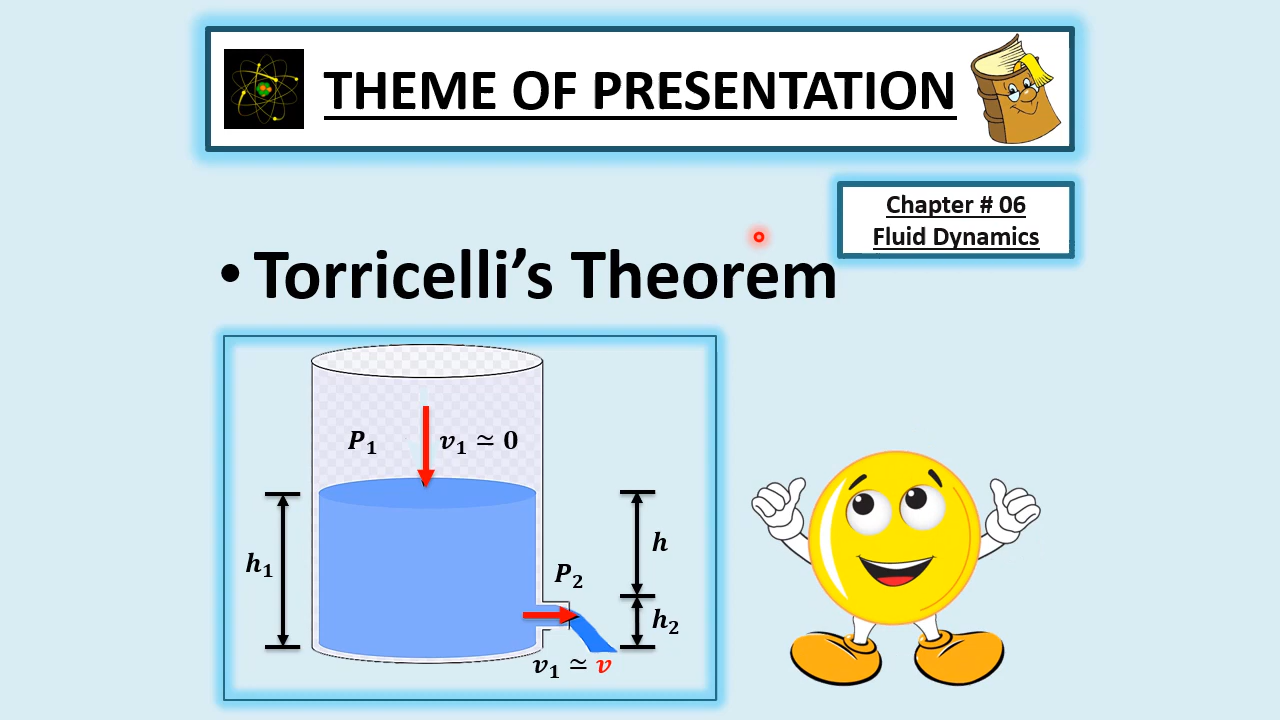 THEME OF PRESENTATION
Chapter # 06
Fluid Dynamics
• Torricelli’s Theorem
P₁
v₁ ≃ 0
h₁
h
P₂
h₂
v₁ ≃ v